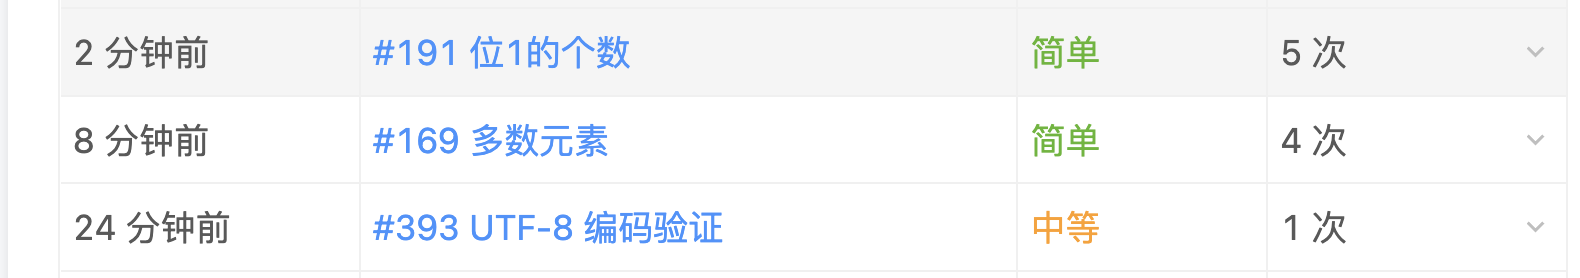 2 分钟前 #191 位1的个数 简单 5 次
8 分钟前 #169 多数元素 简单 4 次
24 分钟前 #393 UTF-8 编码验证 中等 1 次